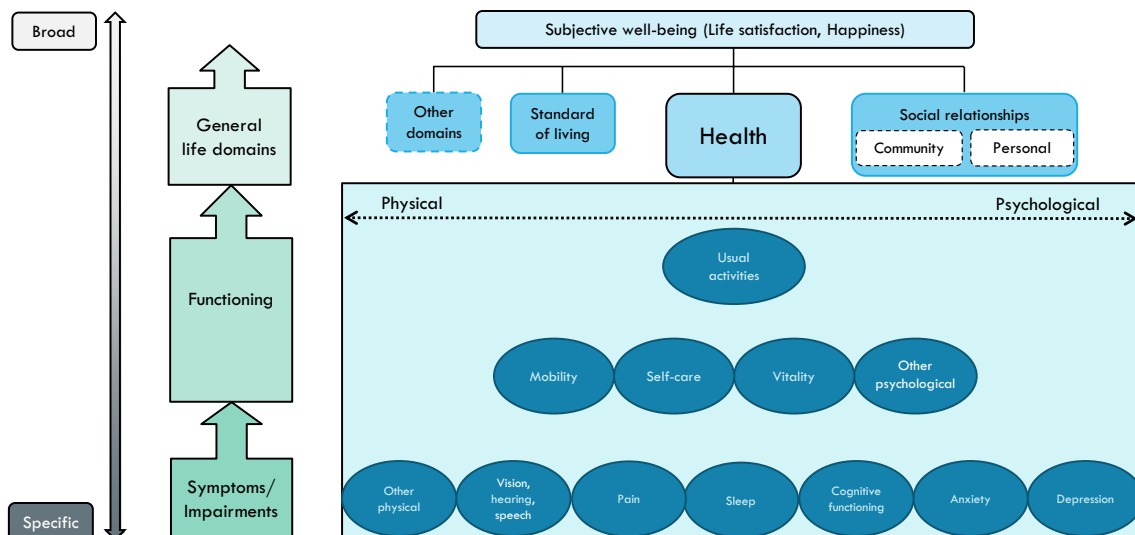 Broad
Subjective well-being (Life satisfaction, Happiness)
General
life domains
Other
domains
Standard
of living
Health
Social relationships
Community
Personal
Physical
Psychological
Functioning
Usual
activities
Mobility
Self-care
Vitality
Other
psychological
Symptoms/
Impairments
Other
physical
Vision,
hearing,
speech
Pain
Sleep
Cognitive
functioning
Anxiety
Depression
Specific